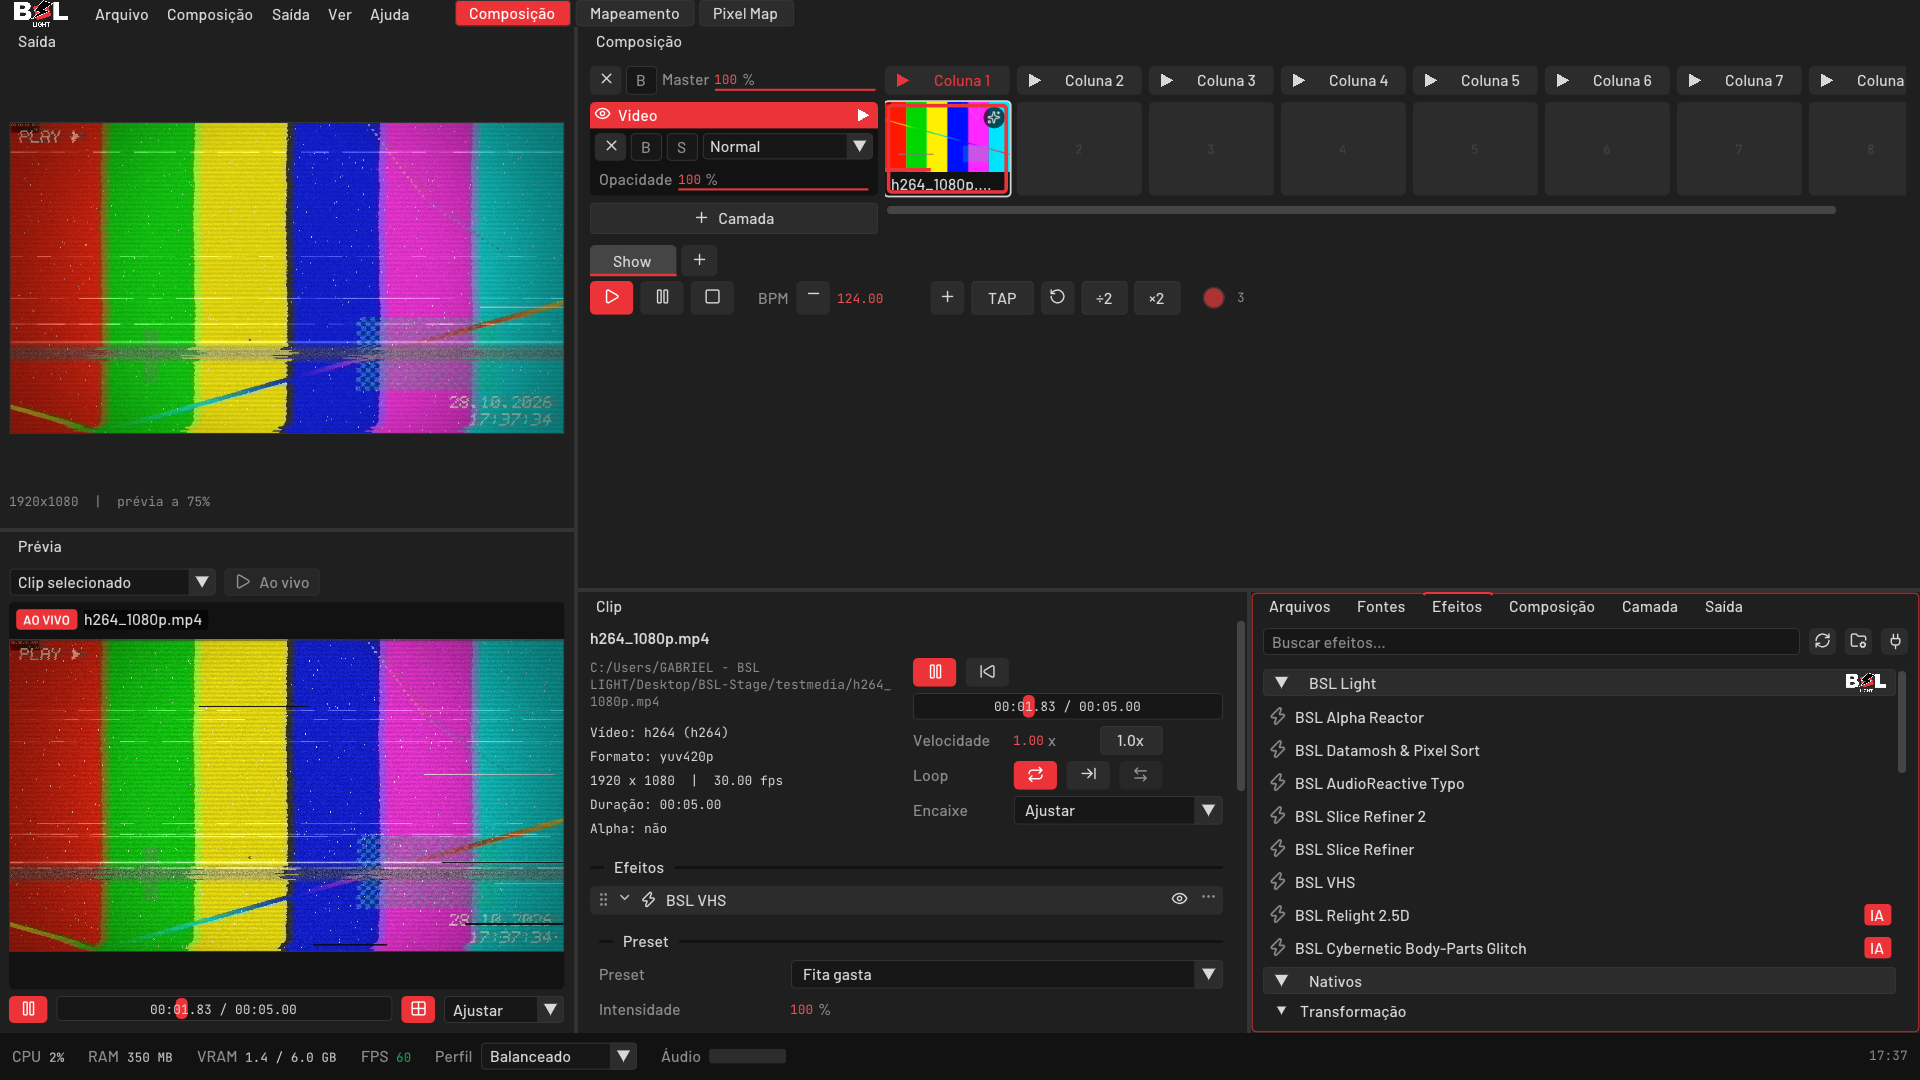 BSL LIGHT
Arquivo Composição Saída Ver Ajuda
Composição Mapeamento Pixel Map
Saída
PLAY
28.10.2026
17:37:34
1920x1080 | prévia a 75%
Prévia
Clip selecionado
Ao vivo
AO VIVO h264_1080p.mp4
PLAY
28.10.2026
17:37:34
00:01.83 / 00:05.00
Ajustar
Composição
B Master 100 %
Coluna 1 Coluna 2 Coluna 3 Coluna 4 Coluna 5 Coluna 6 Coluna 7 Coluna
Video
B S Normal
Opacidade 100 %
h264_1080p....
2 3 4 5 6 7 8
+ Camada
Show +
BPM − 124.00 + TAP ÷2 ×2 3
Clip
h264_1080p.mp4
C:/Users/GABRIEL - BSL
LIGHT/Desktop/BSL-Stage/testmedia/h264_
1080p.mp4
Vídeo: h264 (h264)
Formato: yuv420p
1920 x 1080 | 30.00 fps
Duração: 00:05.00
Alpha: não
00:01.83 / 00:05.00
Velocidade 1.00 x 1.0x
Loop
Encaixe Ajustar
Efeitos
BSL VHS
Preset
Preset Fita gasta
Intensidade 100 %
Arquivos Fontes Efeitos Composição Camada Saída
Buscar efeitos...
BSL Light BSL LIGHT
BSL Alpha Reactor
BSL Datamosh & Pixel Sort
BSL AudioReactive Typo
BSL Slice Refiner 2
BSL Slice Refiner
BSL VHS
BSL Relight 2.5D IA
BSL Cybernetic Body-Parts Glitch IA
Nativos
Transformação
CPU 2% RAM 350 MB VRAM 1.4 / 6.0 GB FPS 60 Perfil Balanceado Áudio 17:37